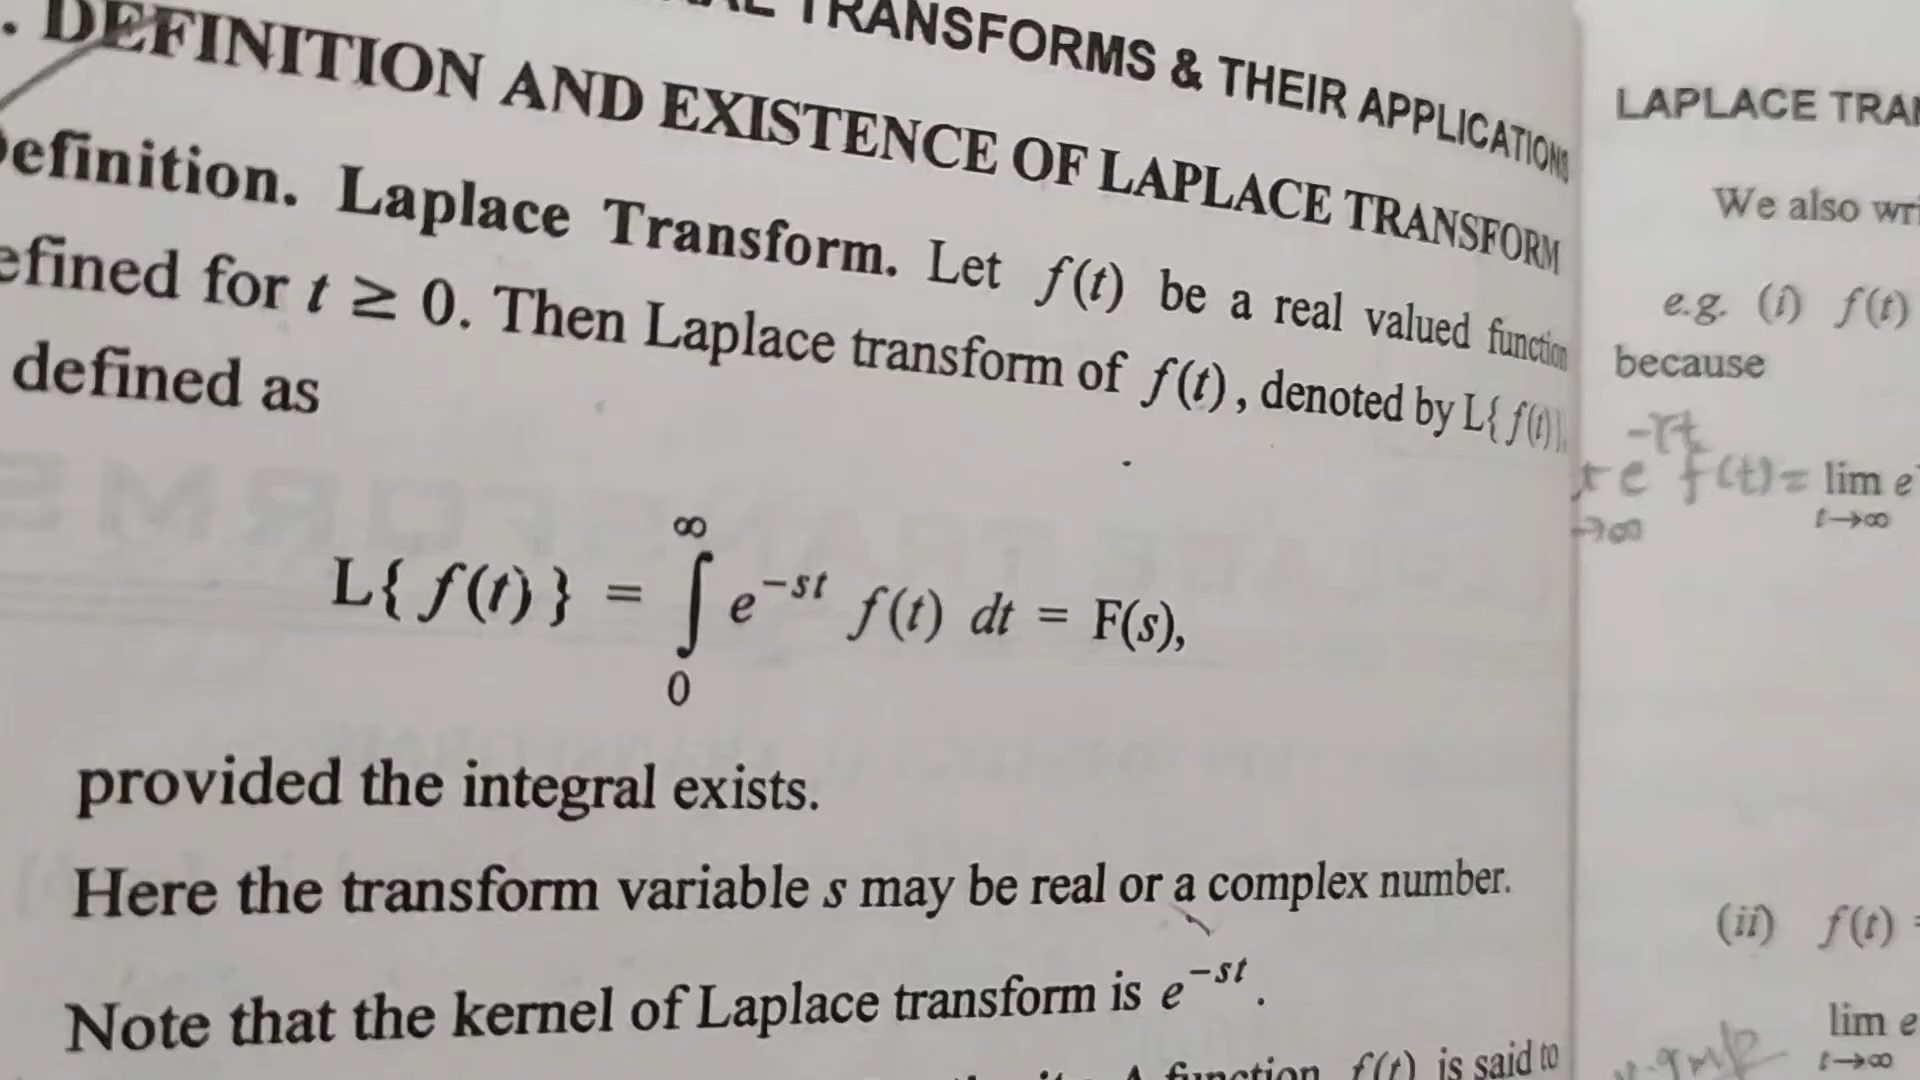 TRANSFORMS & THEIR APPLICATIONS
. DEFINITION AND EXISTENCE OF LAPLACE TRANSFORM
Definition. Laplace Transform. Let f(t) be a real valued function
efined for t ≥ 0. Then Laplace transform of f(t), denoted by L{f(t)}
defined as
L{ f(t) } = ∫₀^∞ e^{-st} f(t) dt = F(s),
provided the integral exists.
Here the transform variable s may be real or a complex number.
Note that the kernel of Laplace transform is e^{-st}.
A function f(t) is said to
LAPLACE TRA
We also wri
e.g. (i) f(t)
because
f(t) = lim e
t→∞
(ii) f(t) =
lim e
t→∞